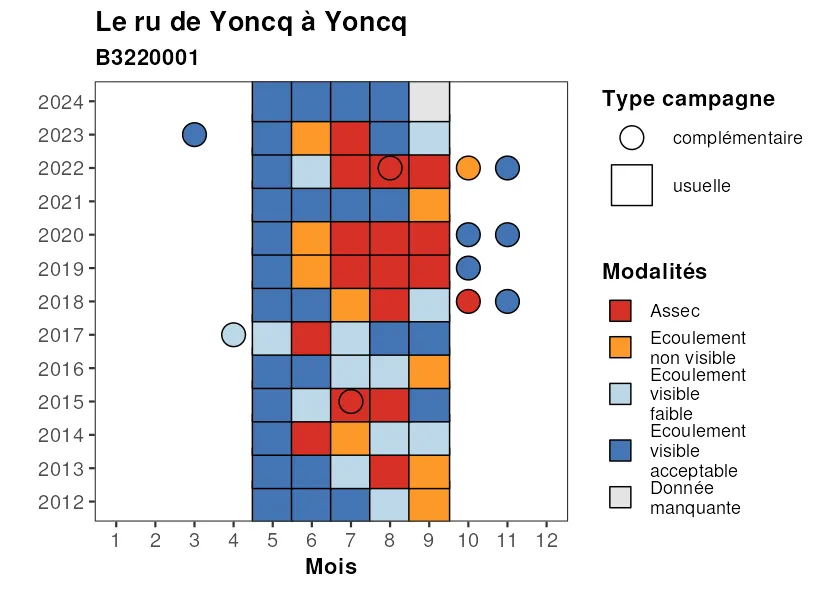 Le ru de Yoncq à Yoncq
B3220001
2024
2023
2022
2021
2020
2019
2018
2017
2016
2015
2014
2013
2012
1 2 3 4 5 6 7 8 9 10 11 12
Mois
Type campagne
complémentaire
usuelle
Modalités
Assec
Ecoulement
non visible
Ecoulement
visible
faible
Ecoulement
visible
acceptable
Donnée
manquante